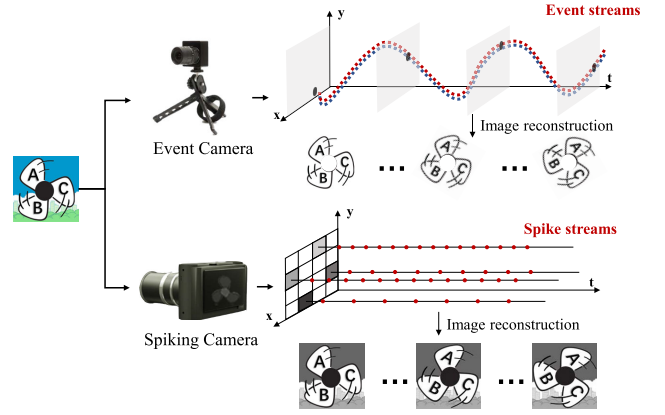 Event streams
y
t
x
Image reconstruction
Event Camera
A
B
C
A
B
C
...
A
B
C
...
A
B
C
Spike streams
y
t
x
Image reconstruction
Spiking Camera
A
B
C
...
A
B
C
...
A
B
C